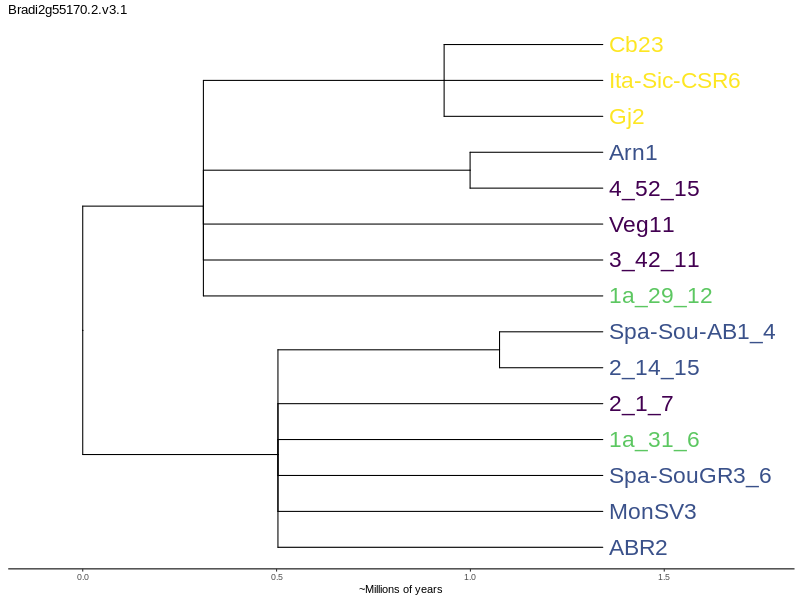 Bradi2g55170.2.v3.1
Cb23
Ita-Sic-CSR6
Gj2
Arn1
4_52_15
Veg11
3_42_11
1a_29_12
Spa-Sou-AB1_4
2_14_15
2_1_7
1a_31_6
Spa-SouGR3_6
MonSV3
ABR2
0.0 0.5 1.0 1.5
~Millions of years